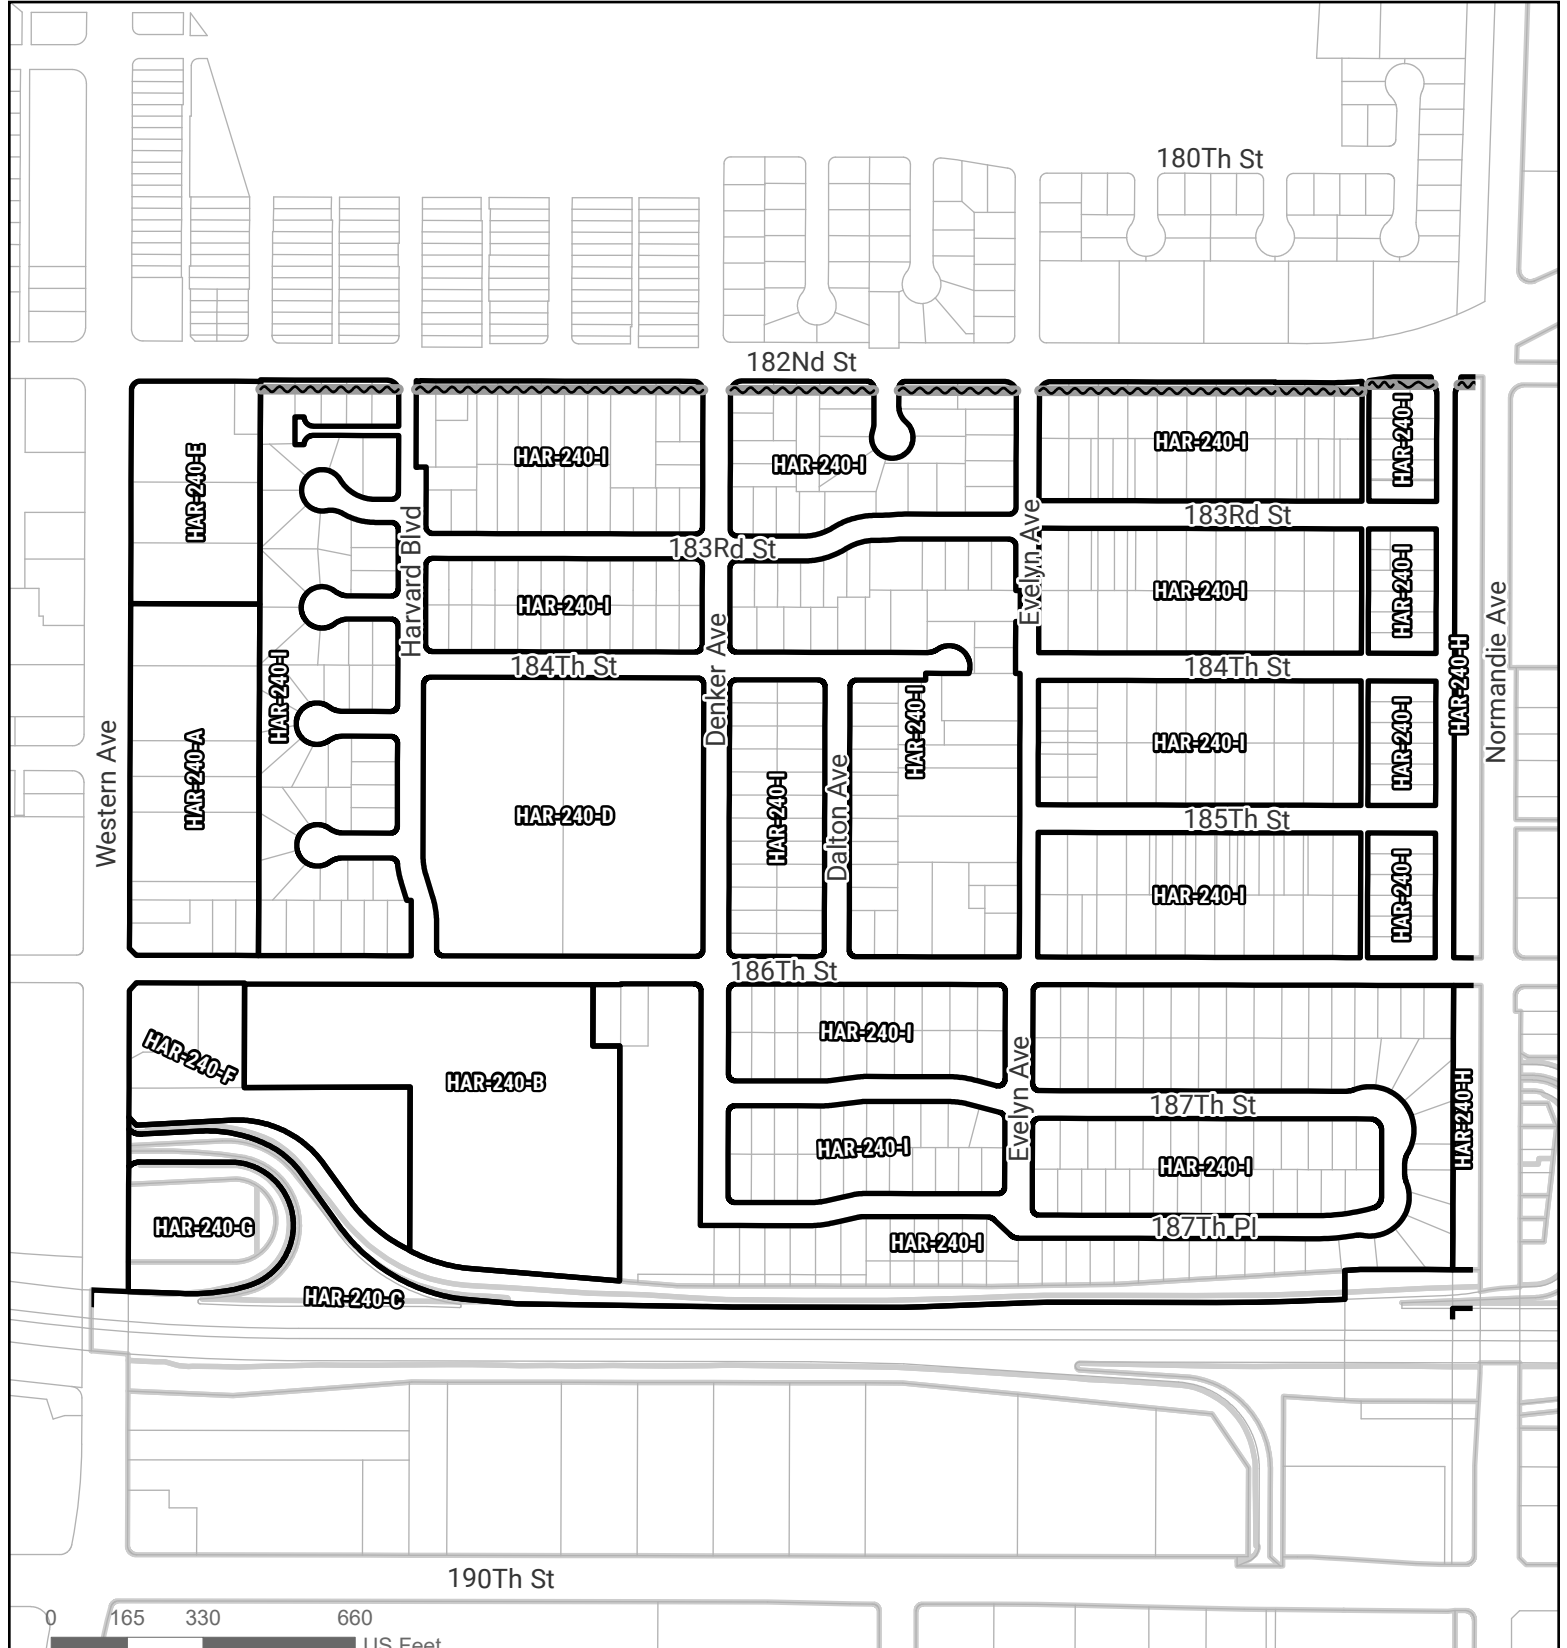 180Th St
182Nd St
HAR-240-E
HAR-240-I
HAR-240-I
HAR-240-I
HAR-240-I
183Rd St
183Rd St
Harvard Blvd
Evelyn Ave
HAR-240-I
HAR-240-I
HAR-240-I
184Th St
184Th St
Denker Ave
HAR-240-I
HAR-240-H
Normandie Ave
Western Ave
HAR-240-A
HAR-240-D
HAR-240-I
Dalton Ave
HAR-240-I
HAR-240-I
HAR-240-I
185Th St
HAR-240-I
HAR-240-I
186Th St
HAR-240-F
HAR-240-B
HAR-240-I
Evelyn Ave
187Th St
HAR-240-H
HAR-240-I
HAR-240-I
HAR-240-G
HAR-240-I
187Th Pl
HAR-240-C
190Th St
0 165 330 660
US Feet